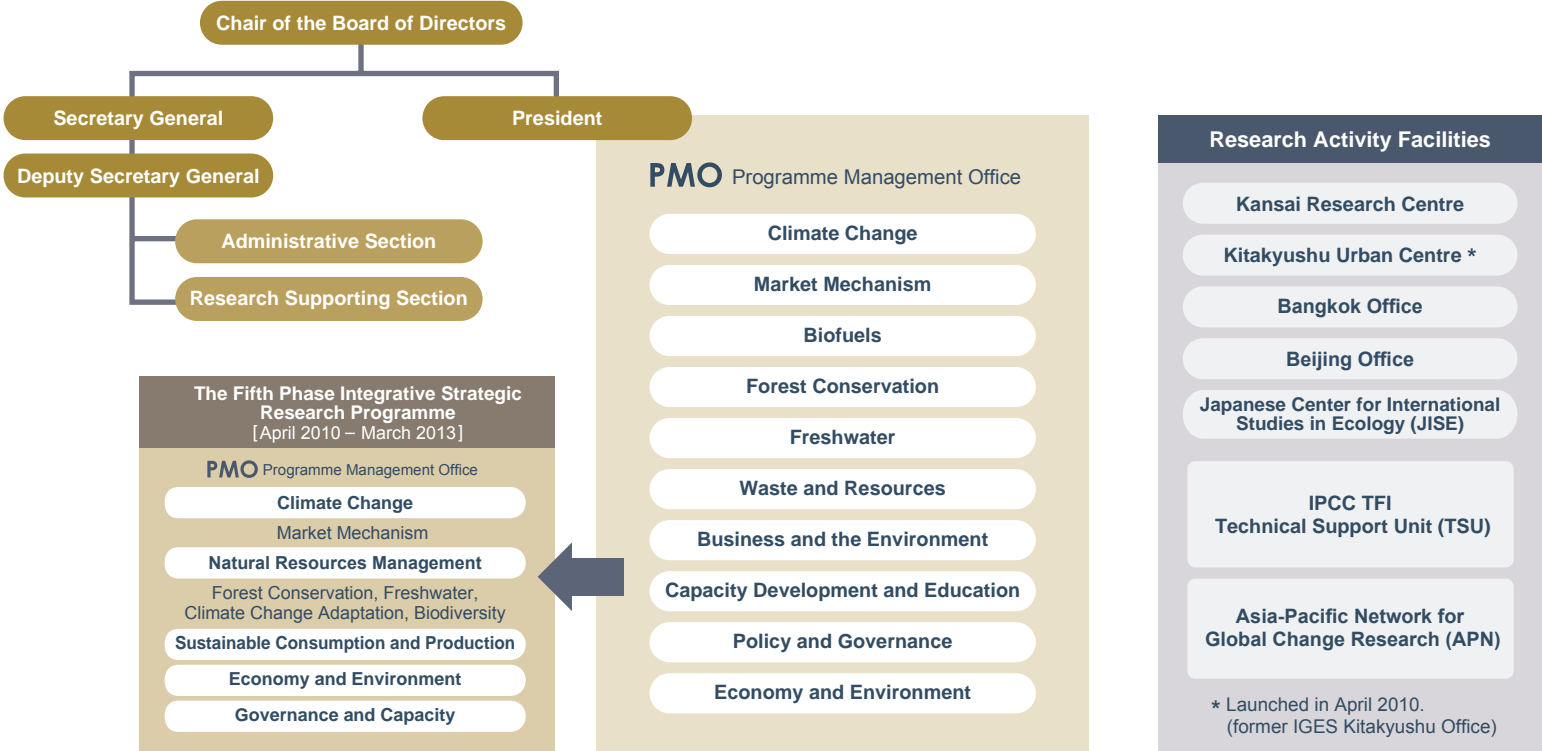 Chair of the Board of Directors
Secretary General
President
Deputy Secretary General
Administrative Section
Research Supporting Section
The Fifth Phase Integrative Strategic
Research Programme
[April 2010 – March 2013]
PMO Programme Management Office
Climate Change
Market Mechanism
Natural Resources Management
Forest Conservation, Freshwater,
Climate Change Adaptation, Biodiversity
Sustainable Consumption and Production
Economy and Environment
Governance and Capacity
PMO Programme Management Office
Climate Change
Market Mechanism
Biofuels
Forest Conservation
Freshwater
Waste and Resources
Business and the Environment
Capacity Development and Education
Policy and Governance
Economy and Environment
Research Activity Facilities
Kansai Research Centre
Kitakyushu Urban Centre *
Bangkok Office
Beijing Office
Japanese Center for International
Studies in Ecology (JISE)
IPCC TFI
Technical Support Unit (TSU)
Asia-Pacific Network for
Global Change Research (APN)
* Launched in April 2010.
(former IGES Kitakyushu Office)